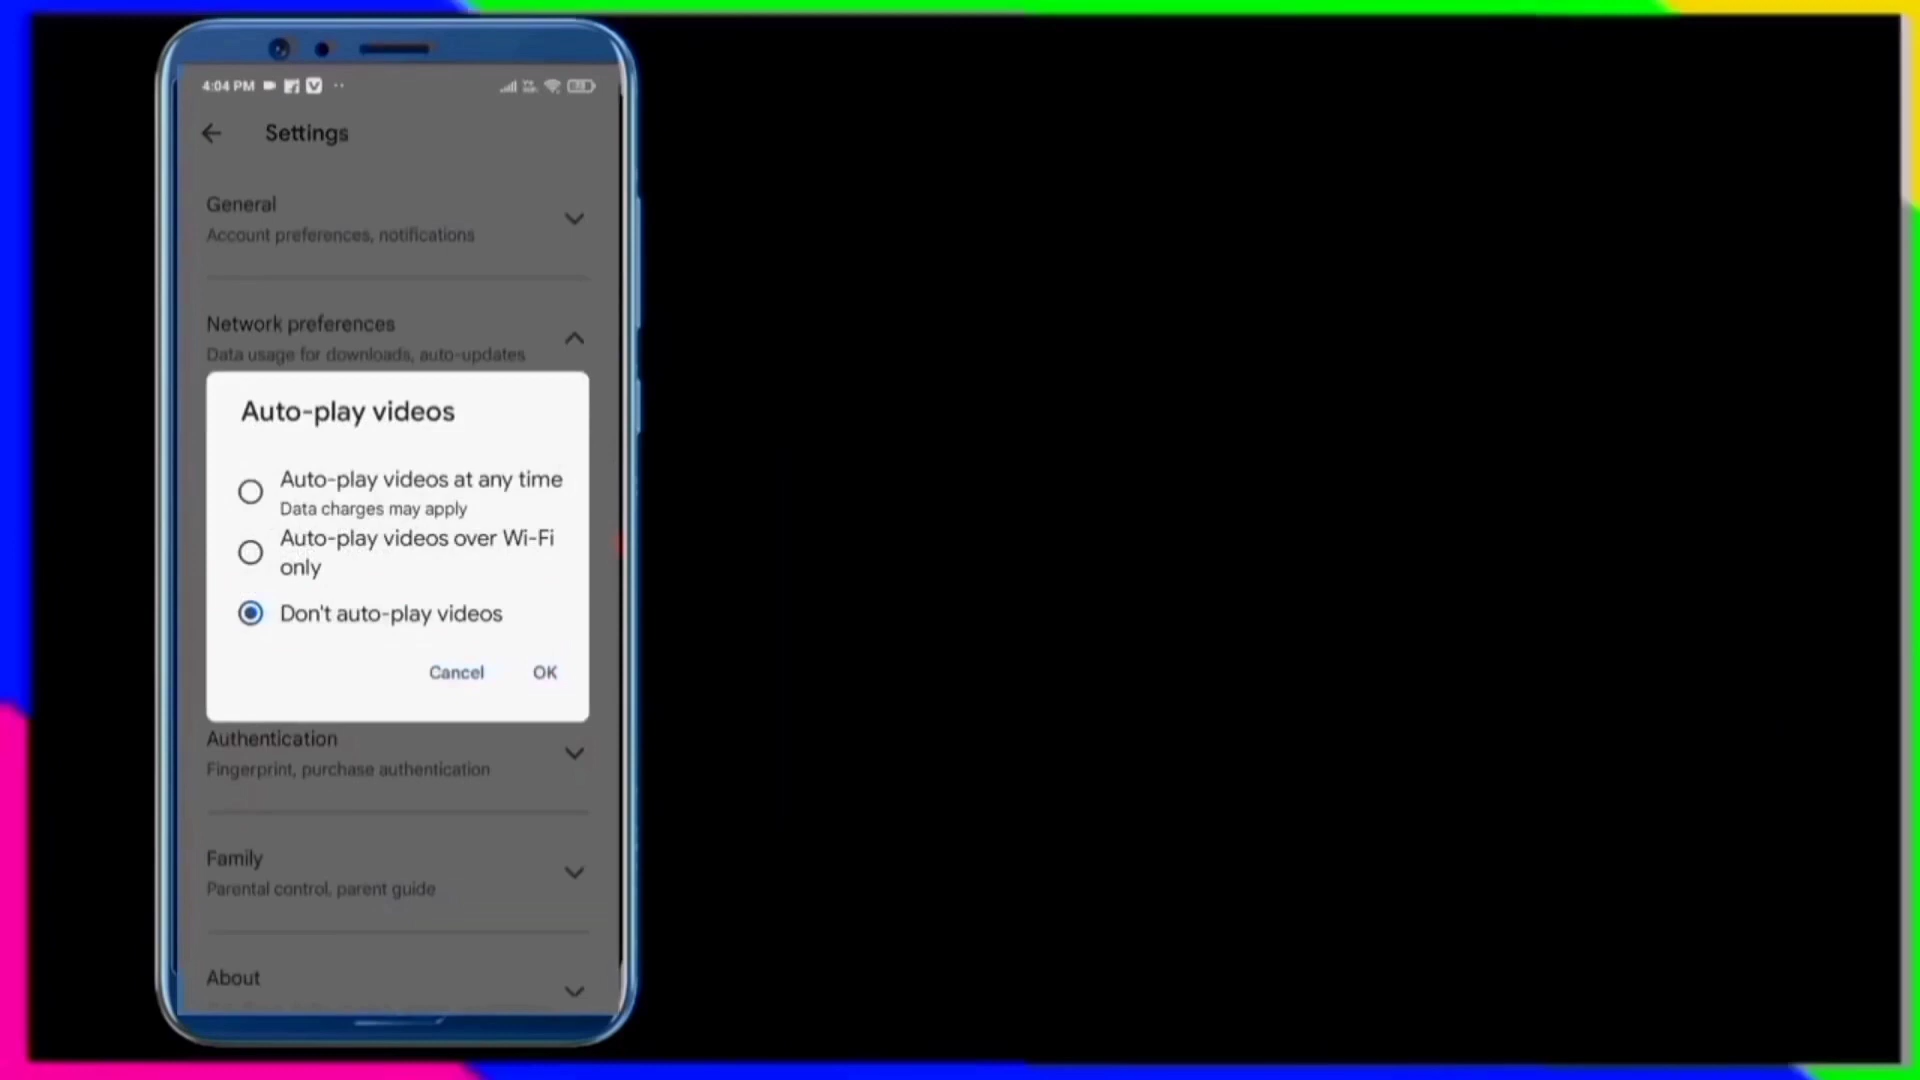 4:04 PM
Settings
General
Account preferences, notifications
Network preferences
Data usage for downloads, auto-updates
Auto-play videos
Auto-play videos at any time
Data charges may apply
Auto-play videos over Wi-Fi
only
Don't auto-play videos
Cancel OK
Authentication
Fingerprint, purchase authentication
Family
Parental control, parent guide
About